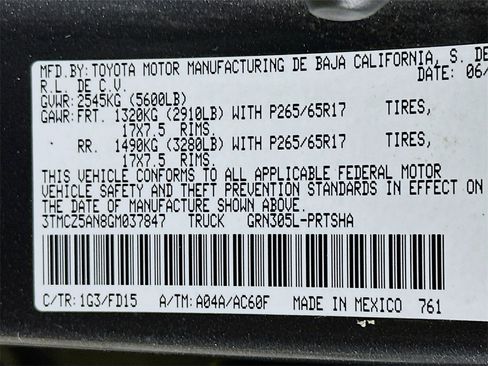 MFD.BY: TOYOTA MOTOR MANUFACTURING DE BAJA CALIFORNIA, S. DE
R.L. DE C.V. DATE: 06/
GVWR: 2545KG (5600LB)
GAWR: FRT. 1320KG (2910LB) WITH P265/65R17 TIRES,
17X7.5 RIMS.
RR. 1490KG (3280LB) WITH P265/65R17 TIRES,
17X7.5 RIMS.
THIS VEHICLE CONFORMS TO ALL APPLICABLE FEDERAL MOTOR
VEHICLE SAFETY AND THEFT PREVENTION STANDARDS IN EFFECT ON
THE DATE OF MANUFACTURE SHOWN ABOVE.
3TMCZ5AN8GM037847 TRUCK GRN305L-PRTSHA
C/TR: 1G3/FD15 A/TM: A04A/AC60F MADE IN MEXICO 761